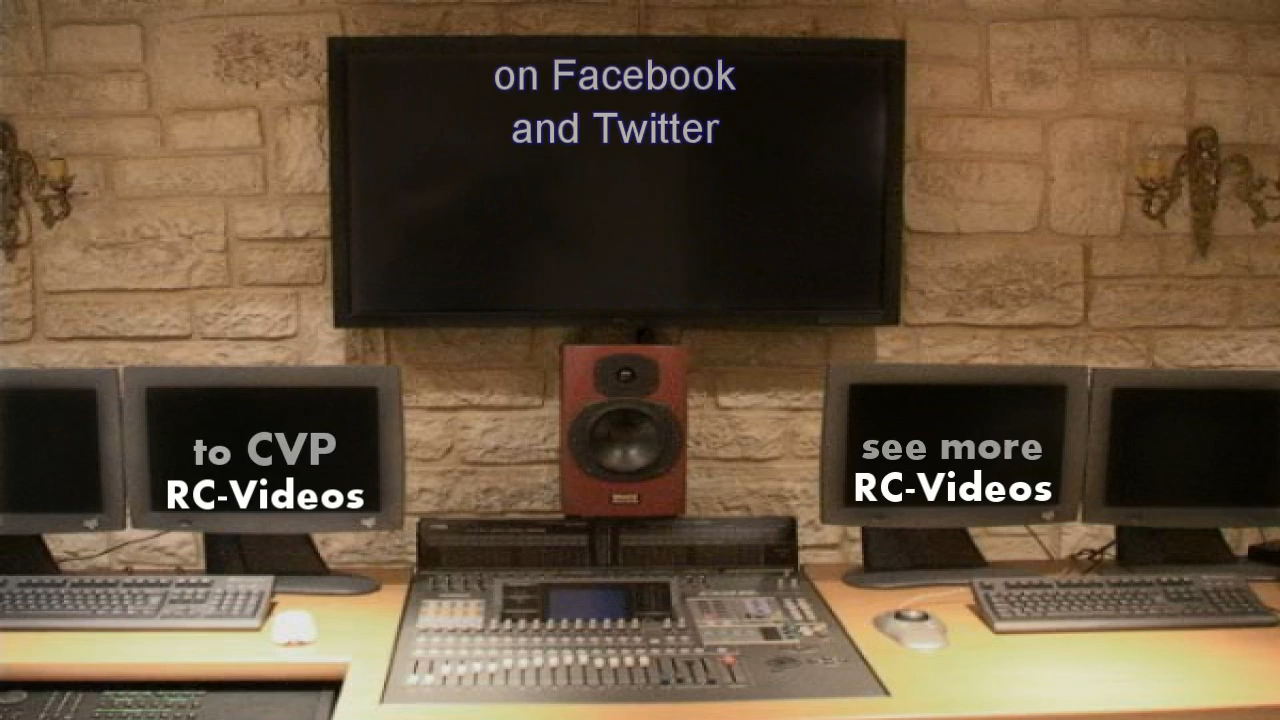 on Facebook
and Twitter
to CVP
RC-Videos
see more
RC-Videos